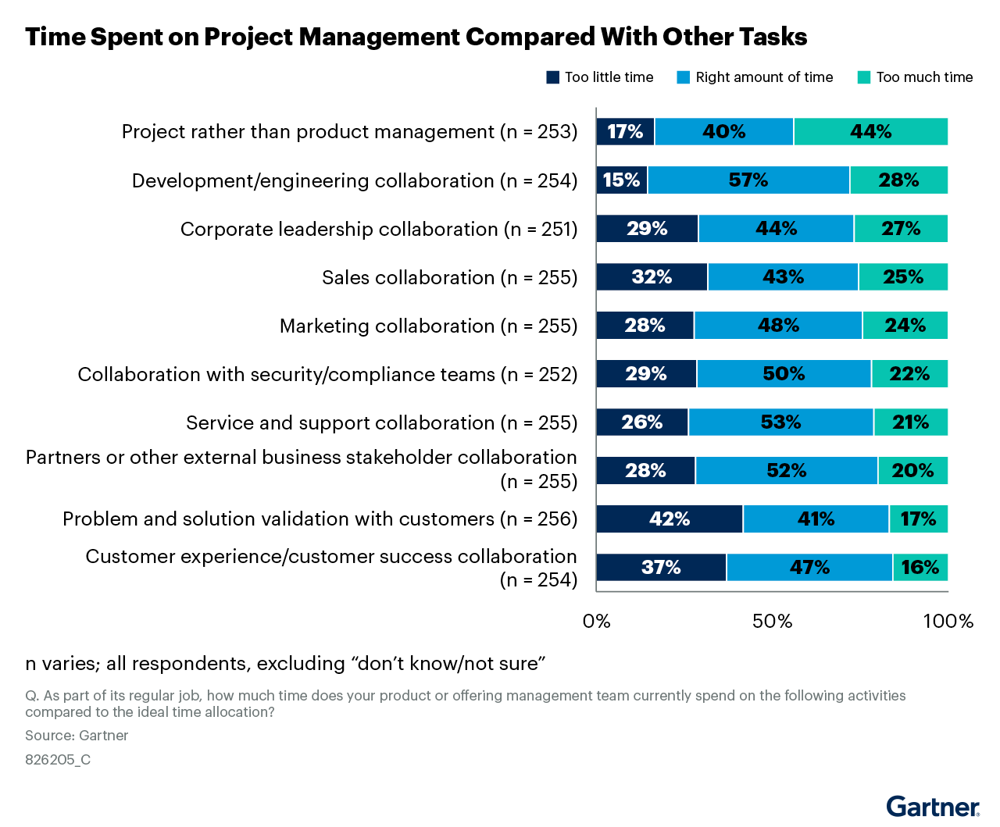 Time Spent on Project Management Compared With Other Tasks
Too little time Right amount of time Too much time
Project rather than product management (n = 253) 17% 40% 44%
Development/engineering collaboration (n = 254) 15% 57% 28%
Corporate leadership collaboration (n = 251) 29% 44% 27%
Sales collaboration (n = 255) 32% 43% 25%
Marketing collaboration (n = 255) 28% 48% 24%
Collaboration with security/compliance teams (n = 252) 29% 50% 22%
Service and support collaboration (n = 255) 26% 53% 21%
Partners or other external business stakeholder collaboration
(n = 255) 28% 52% 20%
Problem and solution validation with customers (n = 256) 42% 41% 17%
Customer experience/customer success collaboration
(n = 254) 37% 47% 16%
0% 50% 100%
n varies; all respondents, excluding “don’t know/not sure”
Q. As part of its regular job, how much time does your product or offering management team currently spend on the following activities
compared to the ideal time allocation?
Source: Gartner
826205_C
Gartner®